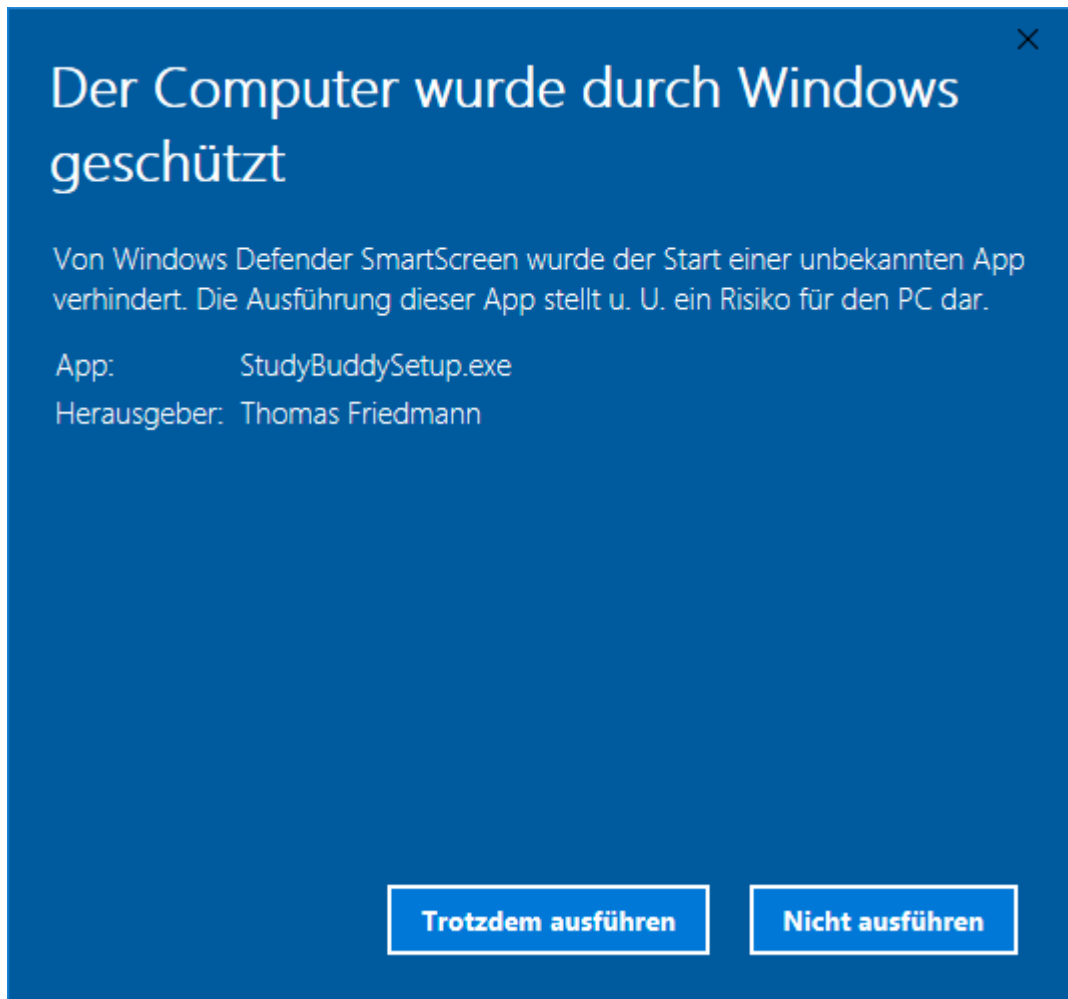 Der Computer wurde durch Windows
geschützt
Von Windows Defender SmartScreen wurde der Start einer unbekannten App
verhindert. Die Ausführung dieser App stellt u. U. ein Risiko für den PC dar.
App: StudyBuddySetup.exe
Herausgeber: Thomas Friedmann
Trotzdem ausführen Nicht ausführen